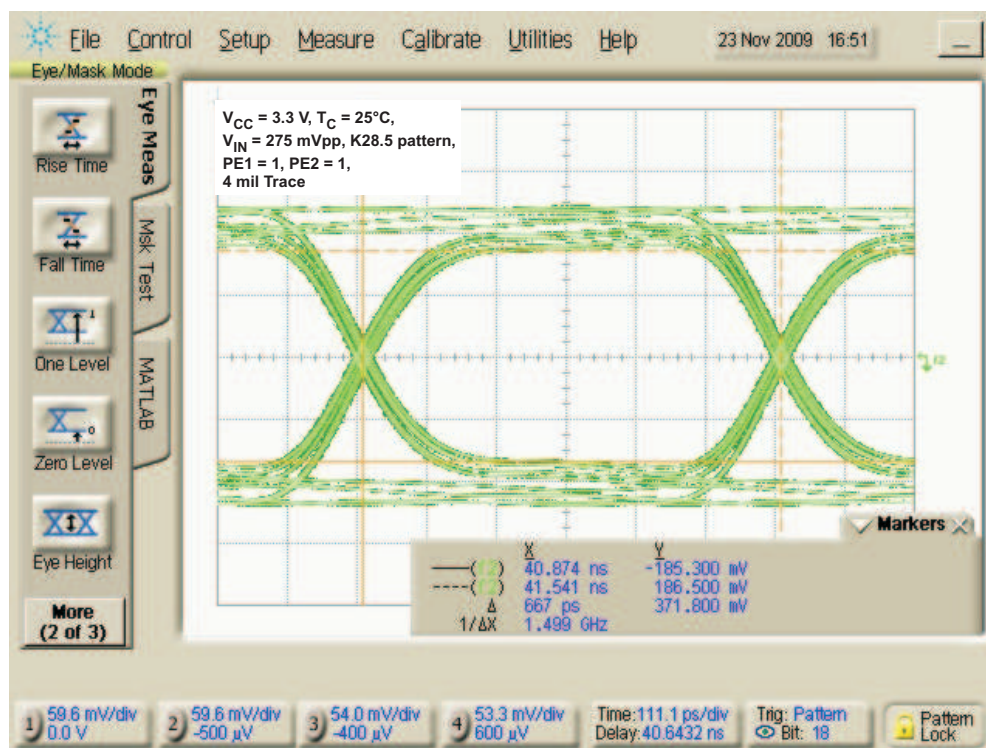 File Control Setup Measure Calibrate Utilities Help 23 Nov 2009 16:51
Eye/Mask Mode
Eye Meas
Msk Test
MATLAB
Rise Time
Fall Time
One Level
Zero Level
Eye Height
More
(2 of 3)
VCC = 3.3 V, TC = 25°C,
VIN = 275 mVpp, K28.5 pattern,
PE1 = 1, PE2 = 1,
4 mil Trace
f2
Markers
X Y
——(f2) 40.874 ns -185.300 mV
----(f2) 41.541 ns 186.500 mV
Δ 667 ps 371.800 mV
1/ΔX 1.499 GHz
1) 59.6 mV/div
0.0 V
2) 59.6 mV/div
-500 µV
3) 54.0 mV/div
-400 µV
4) 53.3 mV/div
600 µV
Time:111.1 ps/div
Delay:40.6432 ns
Trig: Pattern
Bit: 18
Pattern
Lock